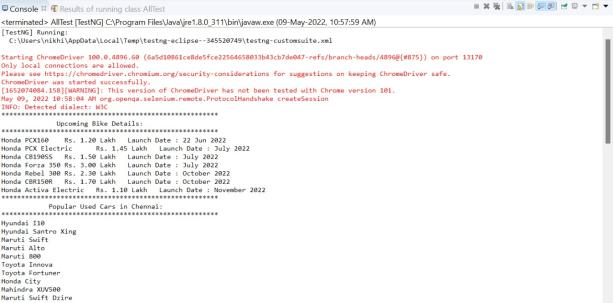 Console Results of running class AllTest
<terminated> AllTest [TestNG] C:\Program Files\Java\jre1.8.0_311\bin\javaw.exe (09-May-2022, 10:57:59 AM)
[TestNG] Running:
C:\Users\nikhi\AppData\Local\Temp\testng-eclipse--345520749\testng-customsuite.xml
Starting ChromeDriver 100.0.4896.60 (6a5d10861ce8de5fce22564658033b43cb7de047-refs/branch-heads/4896@{#875}) on port 13170
Only local connections are allowed.
Please see https://chromedriver.chromium.org/security-considerations for suggestions on keeping ChromeDriver safe.
ChromeDriver was started successfully.
[1652074084.158][WARNING]: This version of ChromeDriver has not been tested with Chrome version 101.
May 09, 2022 10:58:04 AM org.openqa.selenium.remote.ProtocolHandshake createSession
INFO: Detected dialect: W3C
*******************************************************
Upcoming Bike Details:
*******************************************************
Honda PCX160 Rs. 1.20 Lakh Launch Date : 22 Jun 2022
Honda PCX Electric Rs. 1.45 Lakh Launch Date : July 2022
Honda CB190SS Rs. 1.50 Lakh Launch Date : July 2022
Honda Forza 350 Rs. 3.00 Lakh Launch Date : July 2022
Honda Rebel 300 Rs. 2.30 Lakh Launch Date : October 2022
Honda CBR150R Rs. 1.70 Lakh Launch Date : October 2022
Honda Activa Electric Rs. 1.10 Lakh Launch Date : November 2022
*******************************************************
Popular Used Cars in Chennai:
*******************************************************
Hyundai I10
Hyundai Santro Xing
Maruti Swift
Maruti Alto
Maruti 800
Toyota Innova
Toyota Fortuner
Honda City
Mahindra XUV500
Maruti Swift Dzire